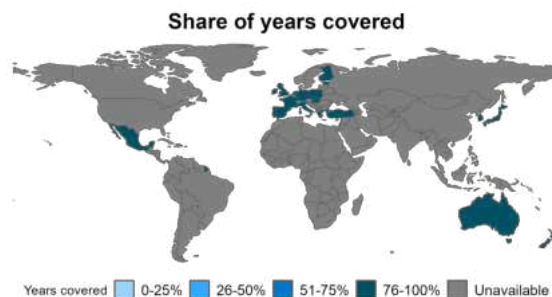 Share of years covered
Years covered 0-25% 26-50% 51-75% 76-100% Unavailable